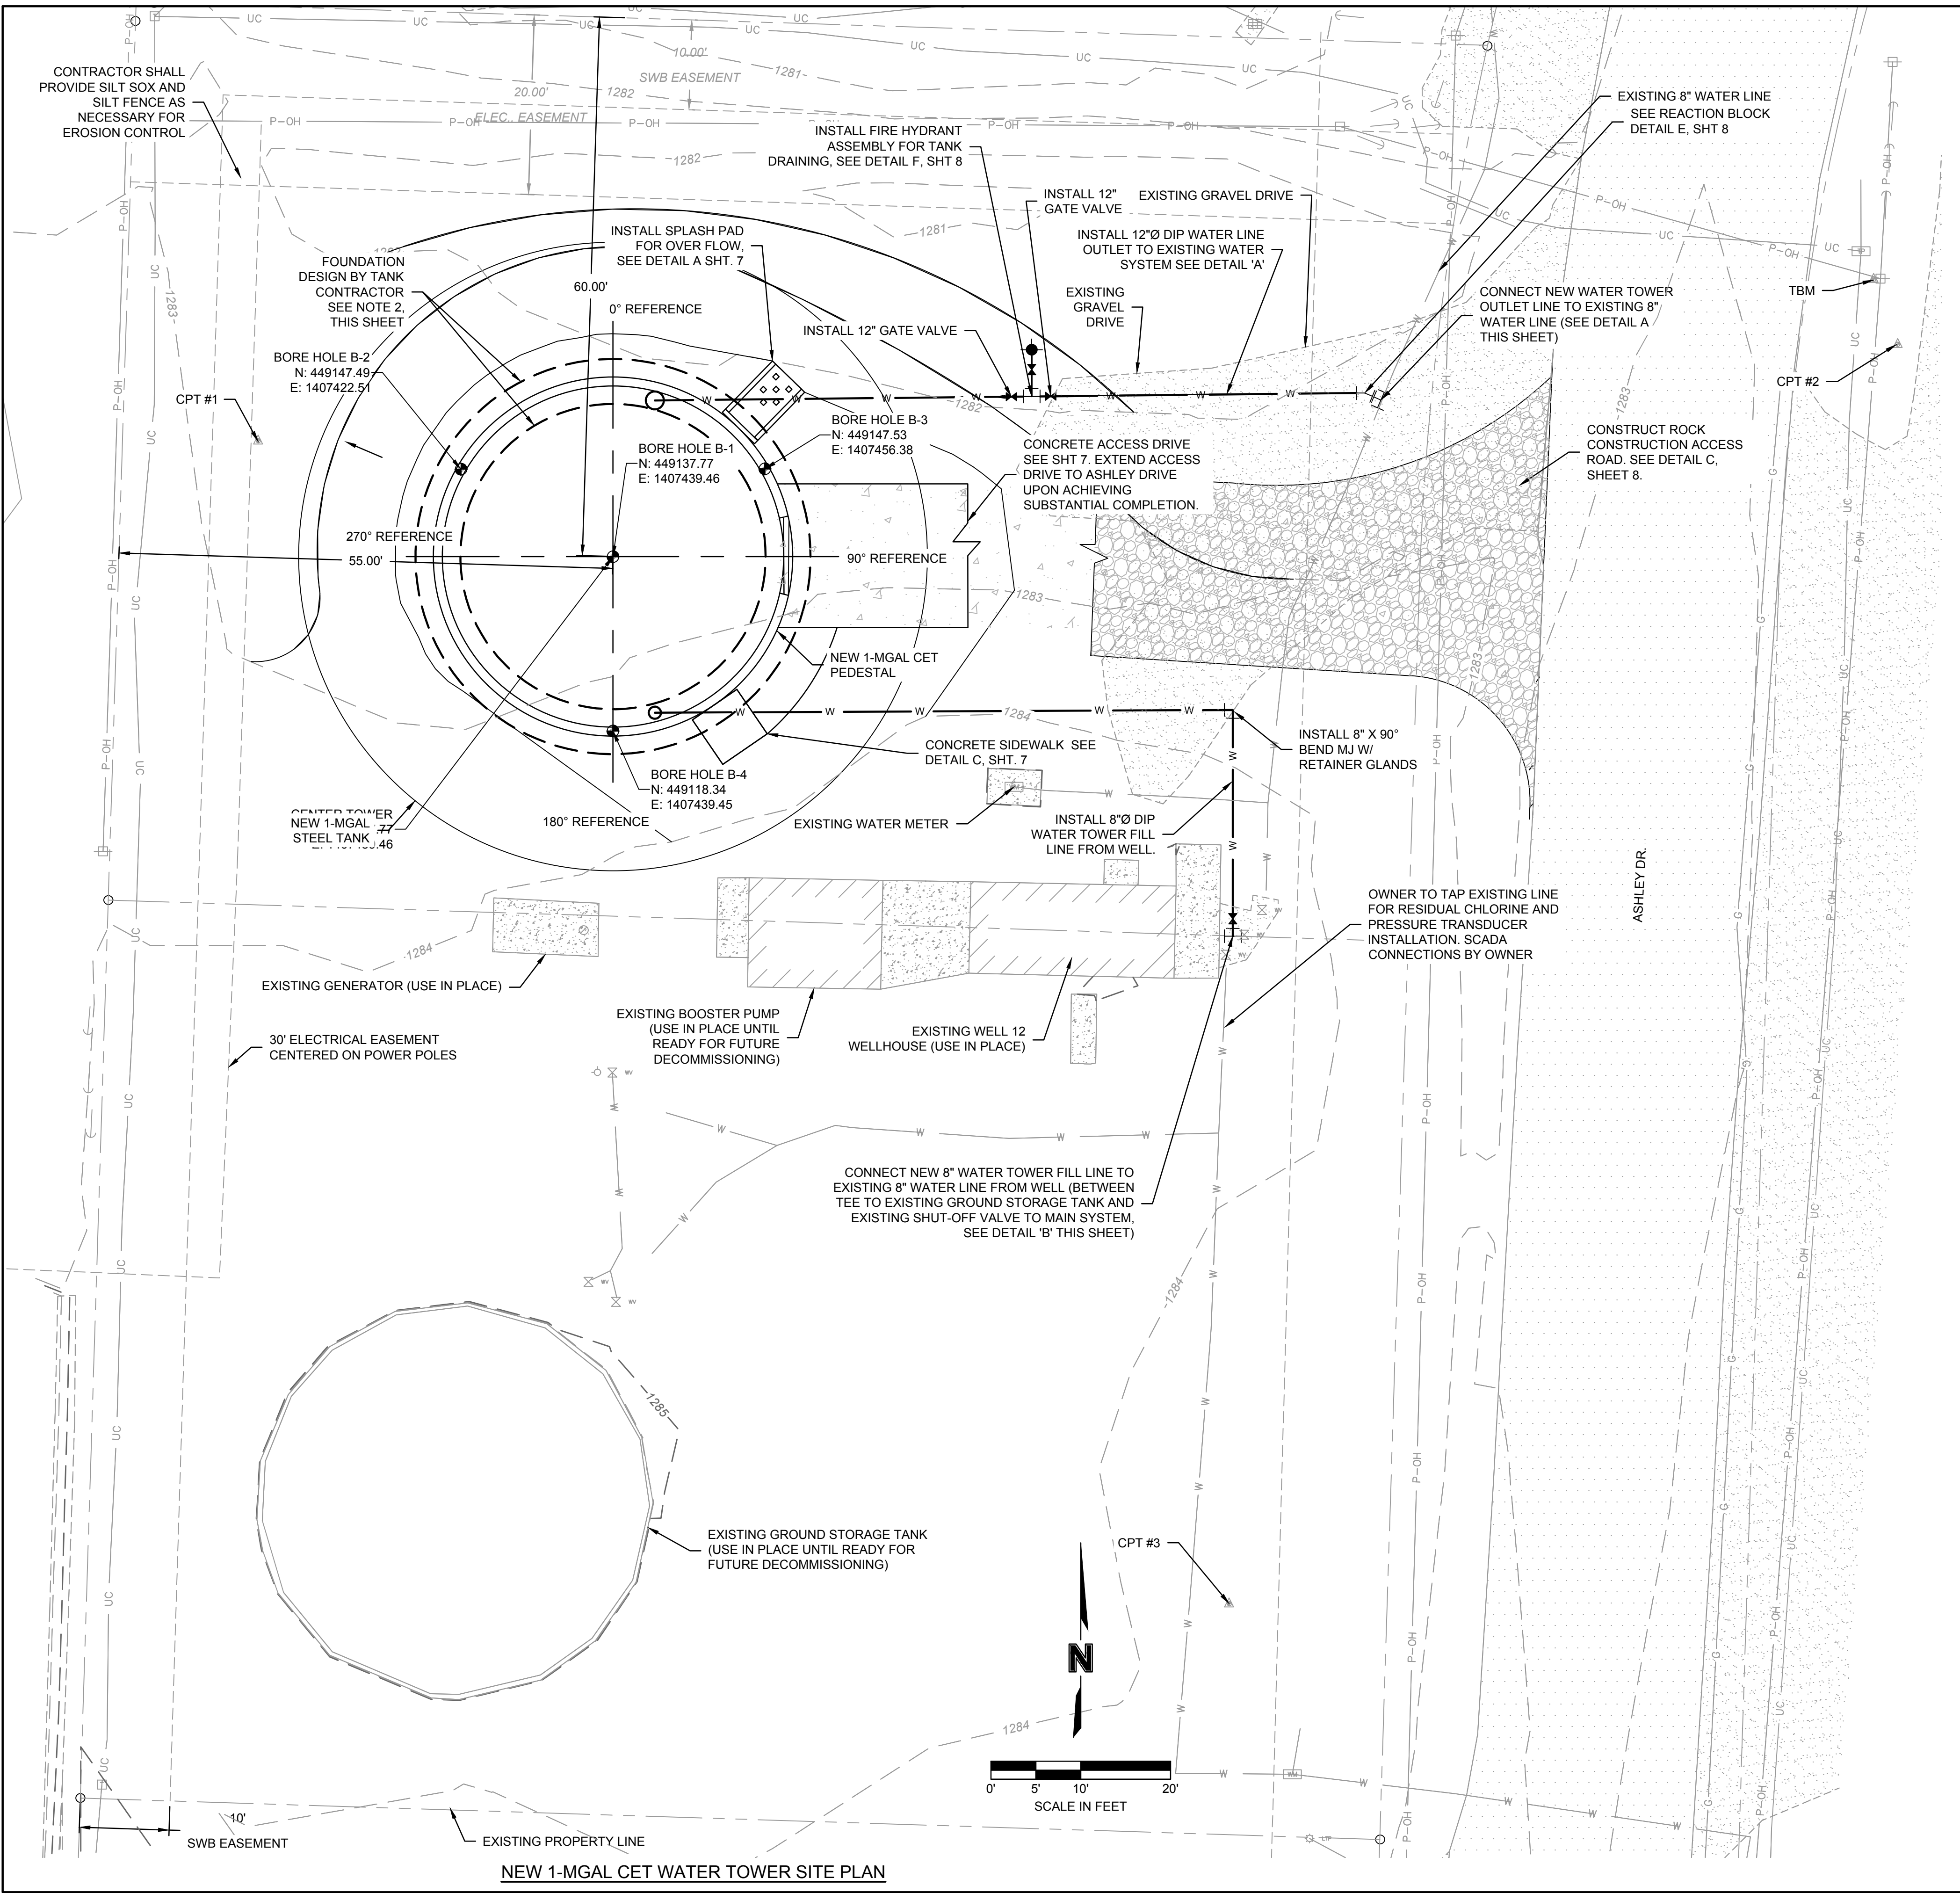 CONTRACTOR SHALL
PROVIDE SILT SOX AND
SILT FENCE AS
NECESSARY FOR
EROSION CONTROL
10.00'
SWB EASEMENT
20.00'
ELEC.. EASEMENT
1281
1282
1282
INSTALL FIRE HYDRANT
ASSEMBLY FOR TANK
DRAINING, SEE DETAIL F, SHT 8
EXISTING 8" WATER LINE
SEE REACTION BLOCK
DETAIL E, SHT 8
INSTALL 12"
GATE VALVE
EXISTING GRAVEL DRIVE
1281
INSTALL 12"Ø DIP WATER LINE
OUTLET TO EXISTING WATER
SYSTEM SEE DETAIL 'A'
INSTALL SPLASH PAD
FOR OVER FLOW,
SEE DETAIL A SHT. 7
FOUNDATION
DESIGN BY TANK
CONTRACTOR
SEE NOTE 2,
THIS SHEET
60.00'
0° REFERENCE
EXISTING
GRAVEL
DRIVE
INSTALL 12" GATE VALVE
CONNECT NEW WATER TOWER
OUTLET LINE TO EXISTING 8"
WATER LINE (SEE DETAIL A
THIS SHEET)
TBM
1283
BORE HOLE B-2
N: 449147.49
E: 1407422.51
CPT #1
CPT #2
1282
1283
BORE HOLE B-3
N: 449147.53
E: 1407456.38
BORE HOLE B-1
N: 449137.77
E: 1407439.46
CONCRETE ACCESS DRIVE
SEE SHT 7. EXTEND ACCESS
DRIVE TO ASHLEY DRIVE
UPON ACHIEVING
SUBSTANTIAL COMPLETION.
CONSTRUCT ROCK
CONSTRUCTION ACCESS
ROAD. SEE DETAIL C,
SHEET 8.
270° REFERENCE
55.00'
90° REFERENCE
1283
1283
NEW 1-MGAL CET
PEDESTAL
1284
INSTALL 8" X 90°
BEND MJ W/
RETAINER GLANDS
CONCRETE SIDEWALK SEE
DETAIL C, SHT. 7
BORE HOLE B-4
N: 449118.34
E: 1407439.45
180° REFERENCE
NEW 1-MGAL
STEEL TANK
EXISTING WATER METER
INSTALL 8"Ø DIP
WATER TOWER FILL
LINE FROM WELL.
ASHLEY DR.
OWNER TO TAP EXISTING LINE
FOR RESIDUAL CHLORINE AND
PRESSURE TRANSDUCER
INSTALLATION. SCADA
CONNECTIONS BY OWNER
1284
EXISTING GENERATOR (USE IN PLACE)
EXISTING BOOSTER PUMP
(USE IN PLACE UNTIL
READY FOR FUTURE
DECOMMISSIONING)
EXISTING WELL 12
WELLHOUSE (USE IN PLACE)
30' ELECTRICAL EASEMENT
CENTERED ON POWER POLES
CONNECT NEW 8" WATER TOWER FILL LINE TO
EXISTING 8" WATER LINE FROM WELL (BETWEEN
TEE TO EXISTING GROUND STORAGE TANK AND
EXISTING SHUT-OFF VALVE TO MAIN SYSTEM,
SEE DETAIL 'B' THIS SHEET)
1284
1285
EXISTING GROUND STORAGE TANK
(USE IN PLACE UNTIL READY FOR
FUTURE DECOMMISSIONING)
CPT #3
N
1284
0' 5' 10' 20'
SCALE IN FEET
10'
SWB EASEMENT
EXISTING PROPERTY LINE
NEW 1-MGAL CET WATER TOWER SITE PLAN